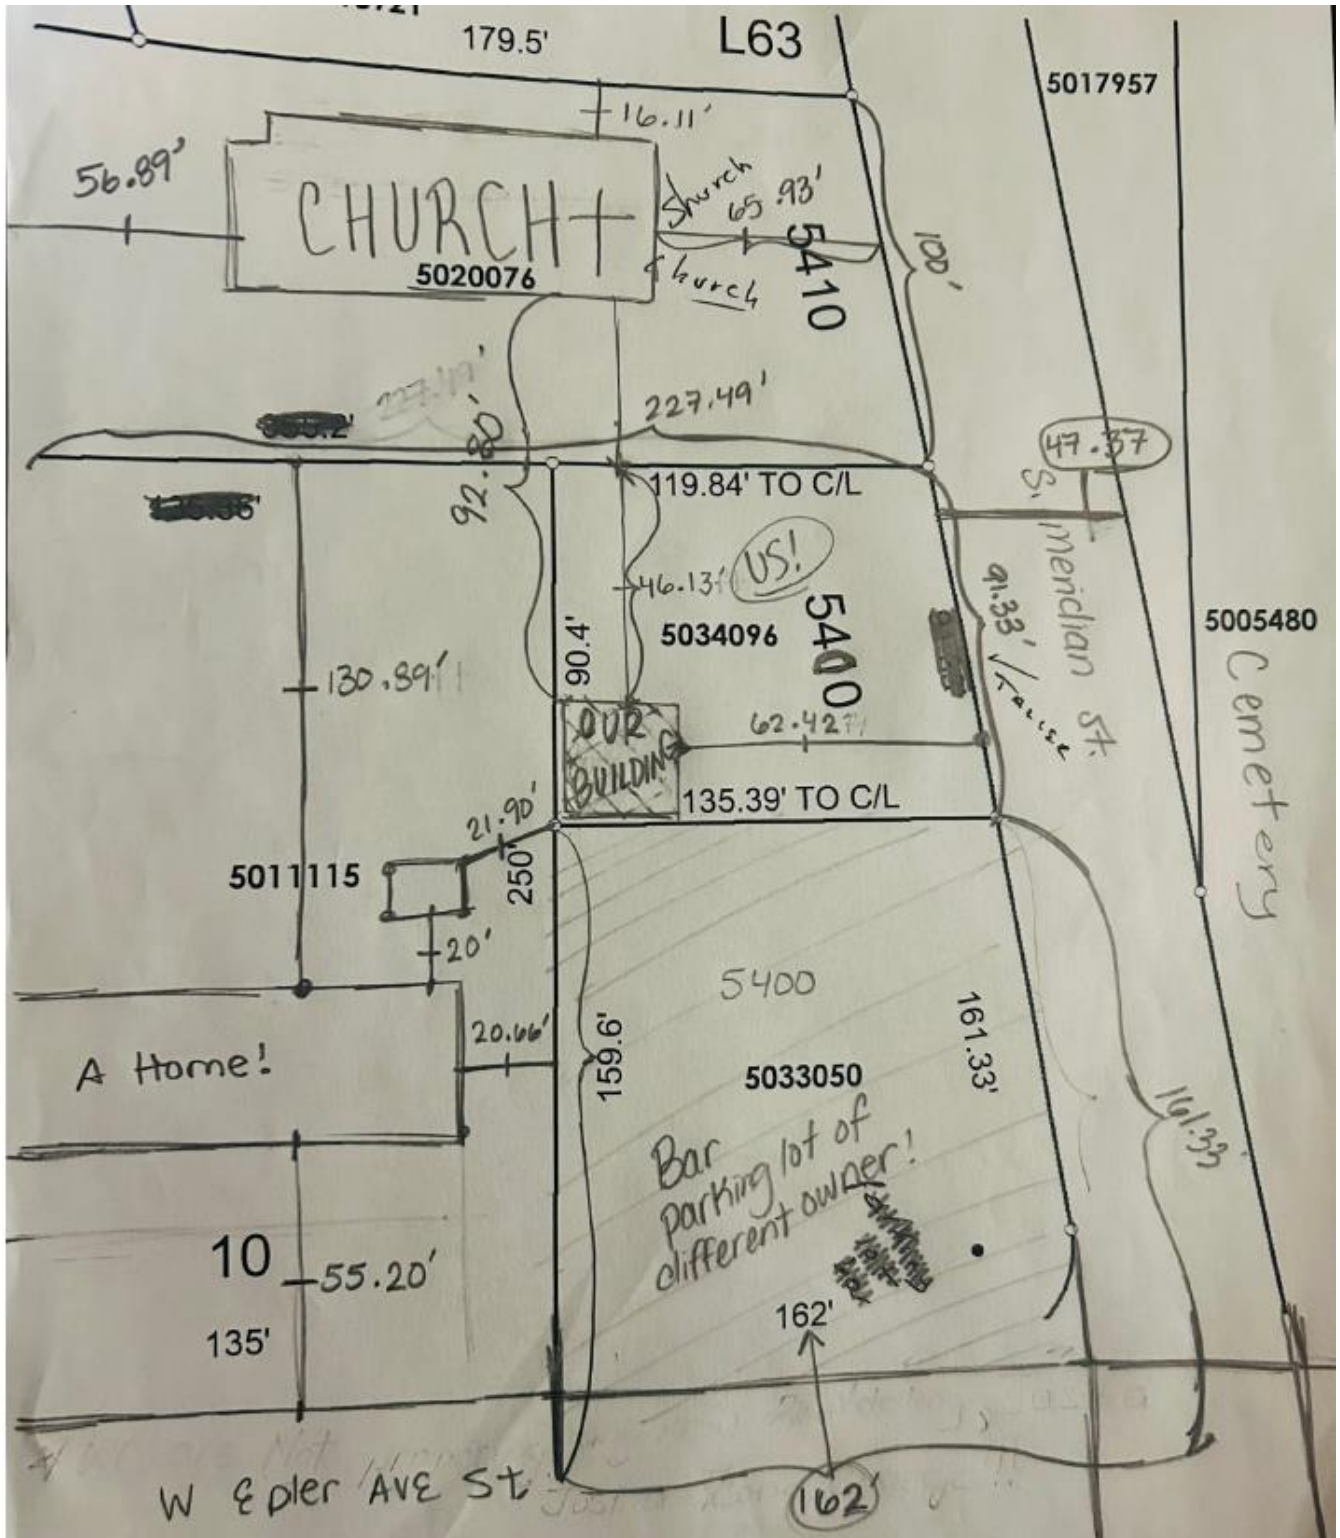 179.5'
L63
5017957
16.11'
56.89'
CHURCH
5020076
Church
65.93'
Church
5410
100'
227.49'
227.49'
92.80'
47.37
119.84' TO C/L
S. Meridian St.
US!
46.13'
90.4'
5034096
5400
91.33'
5005480
Cemetery
130.89'
OUR
BUILDING
62.42
135.39' TO C/L
21.90'
250'
5011115
20'
5400
A Home!
20.66'
159.6'
5033050
161.33'
161.33'
Bar
parking lot of
different owner!
10
55.20'
135'
162'
W Epler AVE St
162'